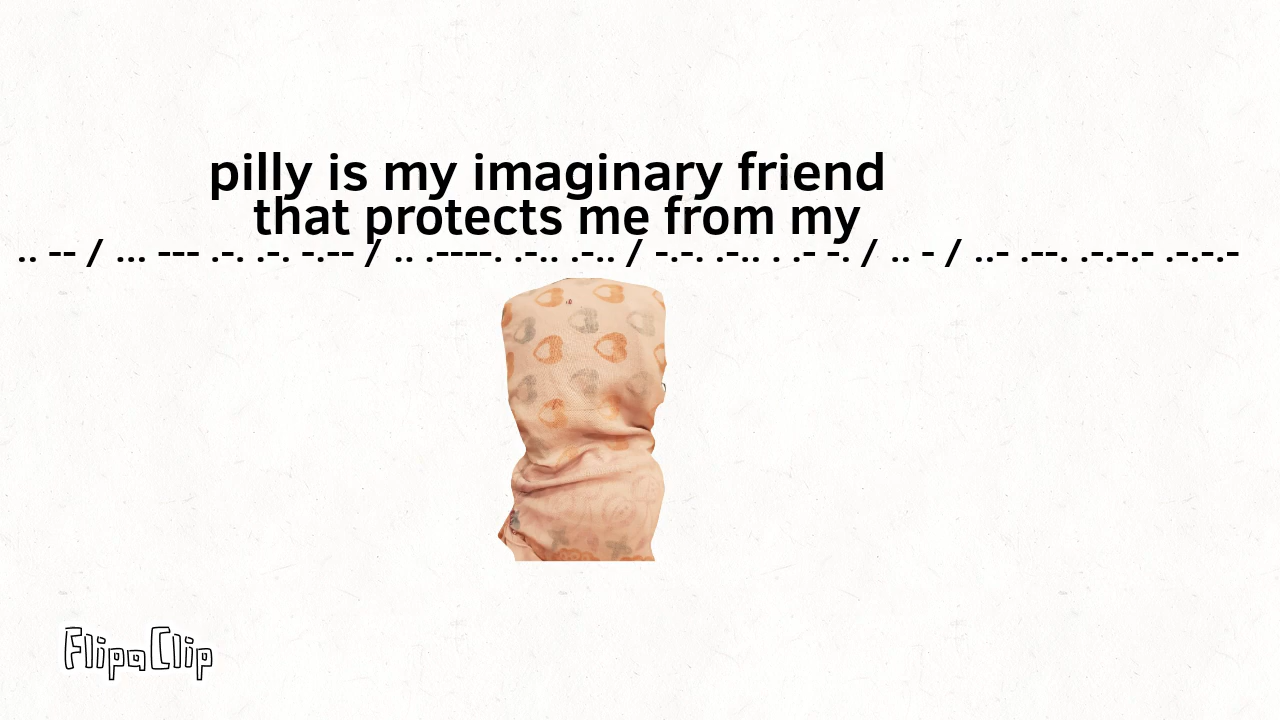 pilly is my imaginary friend
that protects me from my
.. -- / ... --- .-. .-. -.-- / .. .----. .-.. .-.. / -.-. .-.. . .- -. / .. - / ..- .--. .-.-.- .-.-.-
FlipaClip